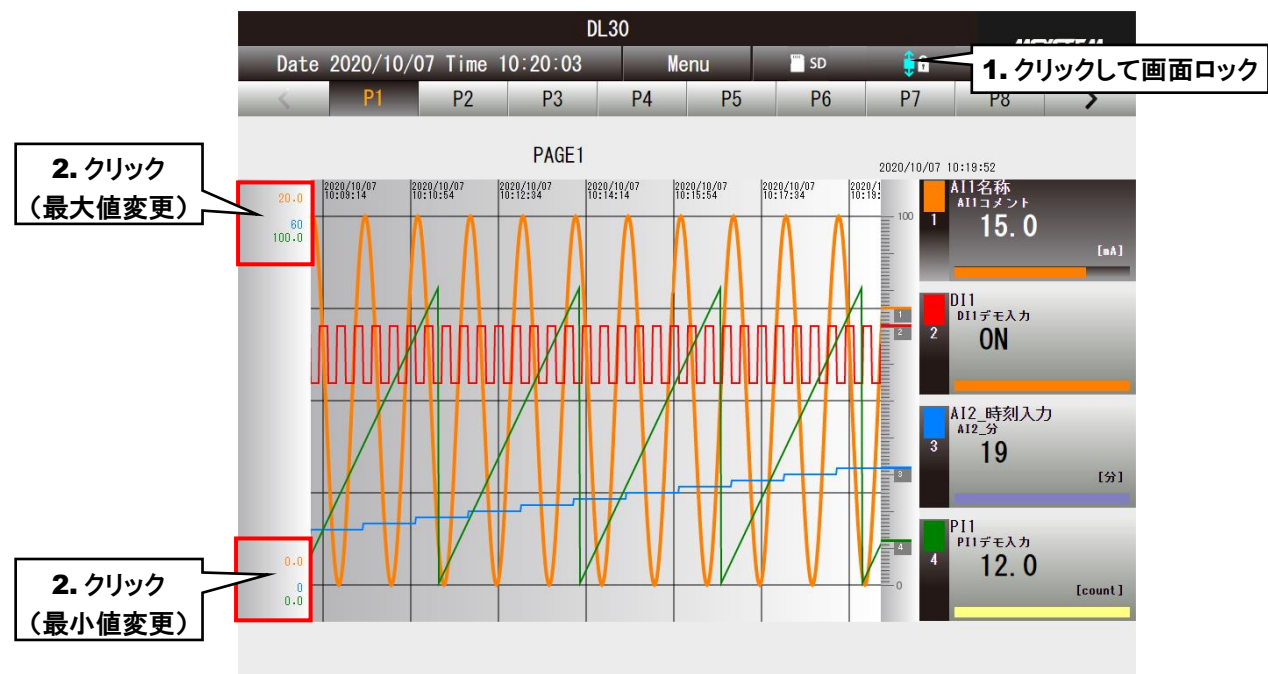 DL30
Date 2020/10/07 Time 10:20:03 Menu SD
1. クリックして画面ロック
P1 P2 P3 P4 P5 P6 P7 P8
PAGE1
2020/10/07 10:19:52
2. クリック
（最大値変更）
20.0
60
100.0
2020/10/07 2020/10/07 2020/10/07 2020/10/07 2020/10/07 2020/10/07 2020/1
10:09:14 10:10:54 10:12:34 10:14:14 10:15:54 10:17:34 10:19:
100
1
2
3
4
0
1
AI1名称
AI1コメント
15.0
[mA]
2
DI1
DI1デモ入力
ON
3
AI2_時刻入力
AI2_分
19
[分]
4
PI1
PI1デモ入力
12.0
[count]
2. クリック
（最小値変更）
0.0
0
0.0